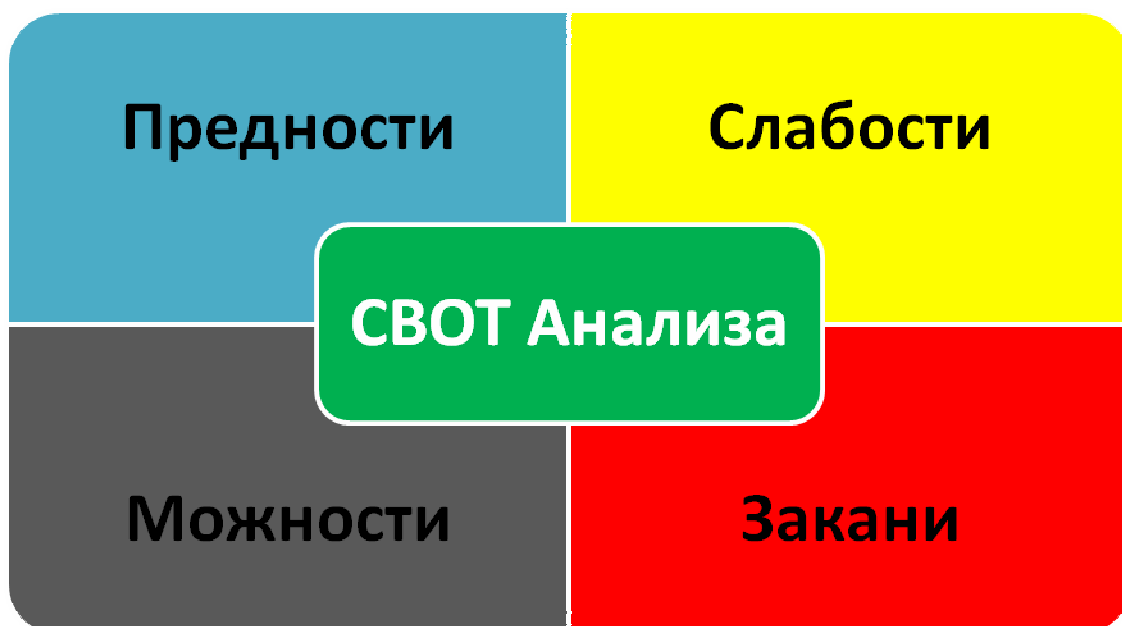 Предности
Слабости
СВОТ Анализа
Можности
Закани